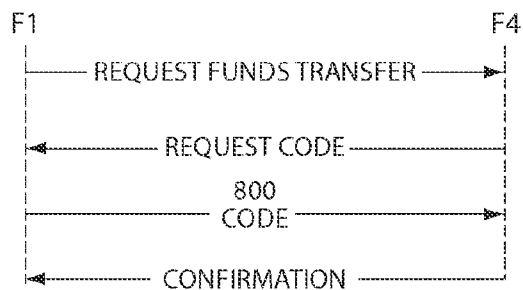 F1 F4
REQUEST FUNDS TRANSFER
REQUEST CODE
800
CODE
CONFIRMATION